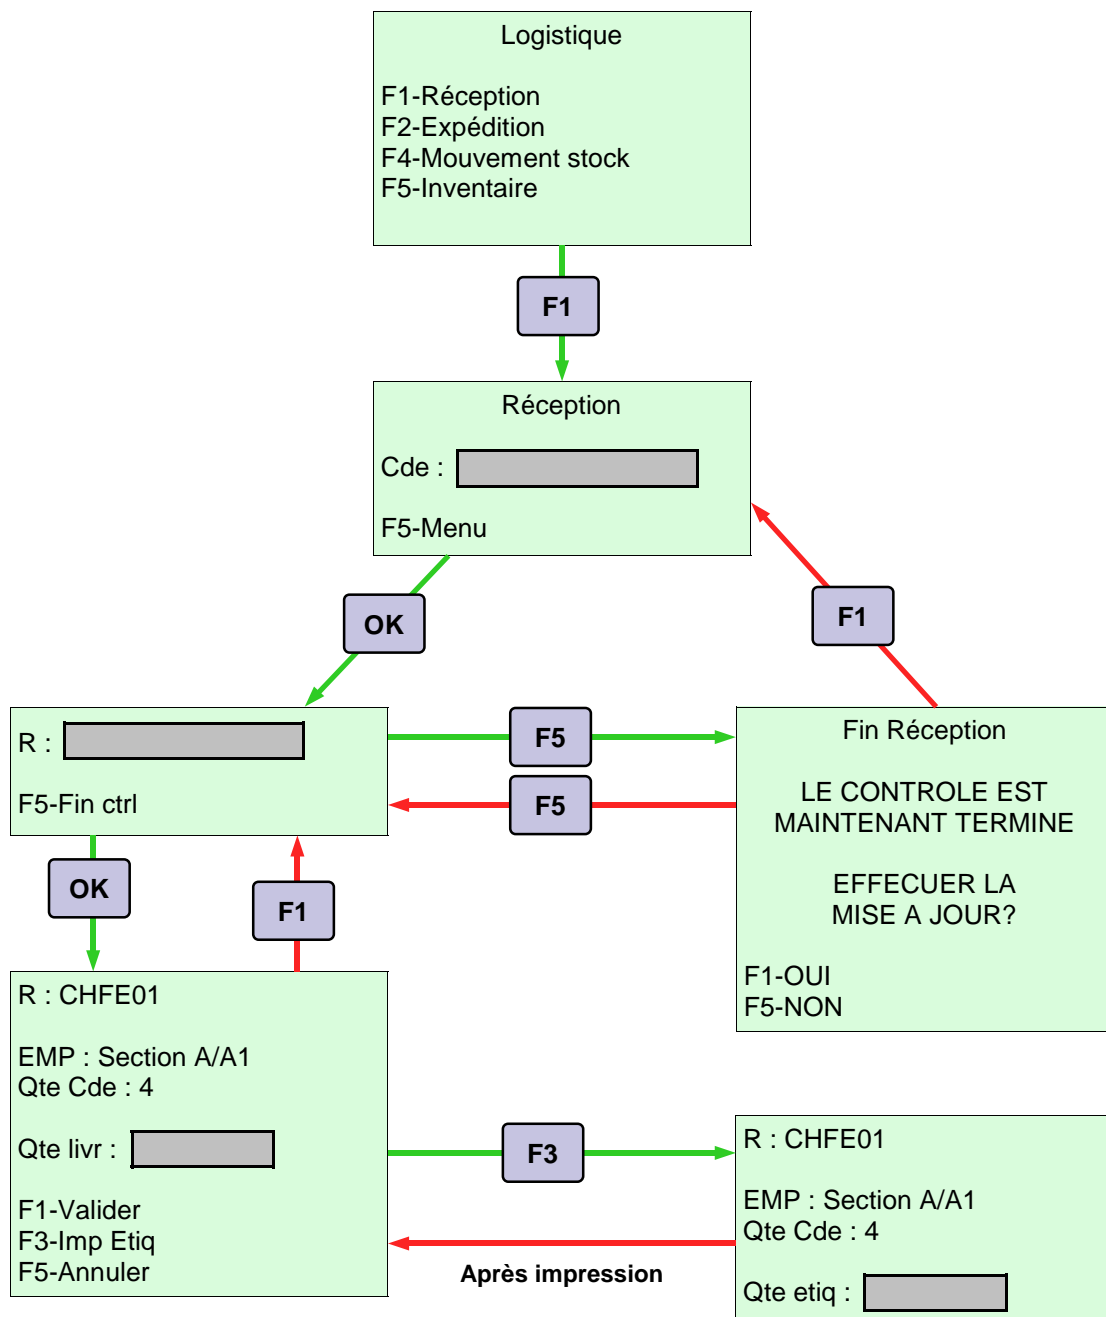 Logistique
F1-Réception
F2-Expédition
F4-Mouvement stock
F5-Inventaire
F1
Réception
Cde :
F5-Menu
OK
F1
R :
F5-Fin ctrl
F5
F5
Fin Réception
LE CONTROLE EST
MAINTENANT TERMINE
EFFECUER LA
MISE A JOUR?
F1-OUI
F5-NON
OK
F1
R : CHFE01
EMP : Section A/A1
Qte Cde : 4
Qte livr :
F1-Valider
F3-Imp Etiq
F5-Annuler
F3
Après impression
R : CHFE01
EMP : Section A/A1
Qte Cde : 4
Qte etiq :